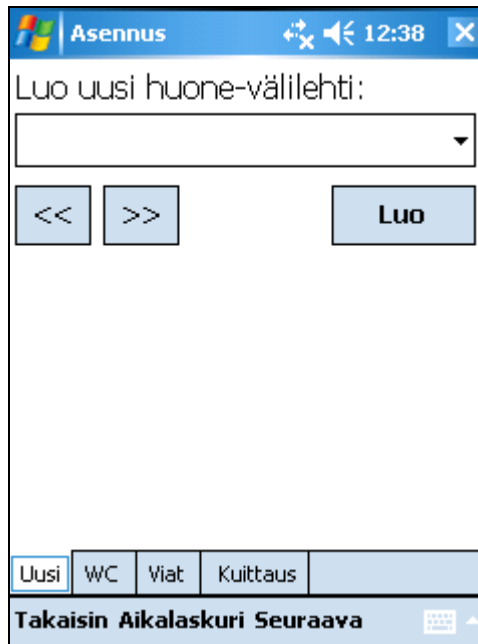 Asennus 12:38
Luo uusi huone-välilehti:
<< >> Luo
Uusi WC Viat Kuittaus
Takaisin Aikalaskuri Seuraava